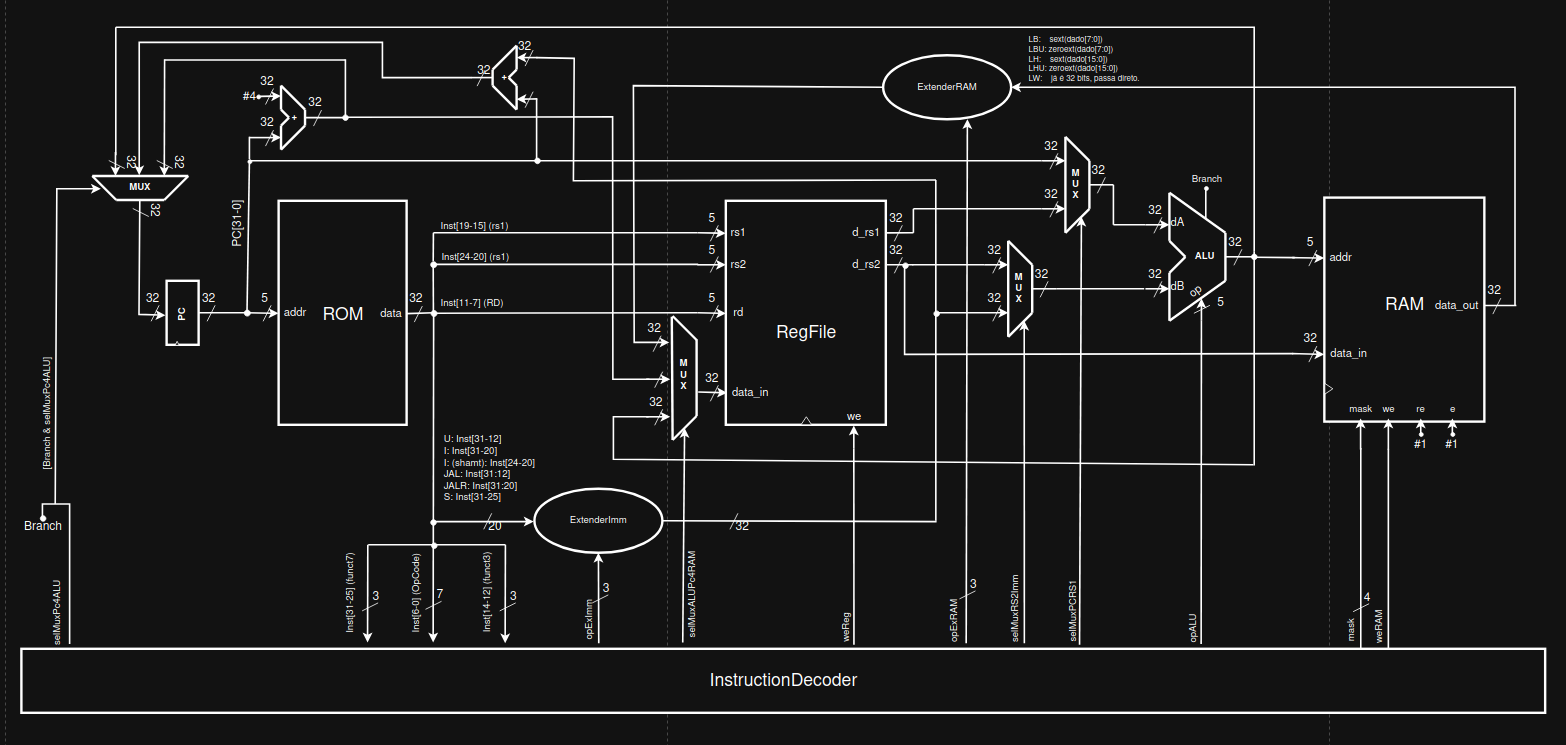 LB: sext(dado[7:0])
LBU: zeroext(dado[7:0])
LH: sext(dado[15:0])
LHU: zeroext(dado[15:0])
LW: já é 32 bits, passa direto.
32
32
+
ExtenderRAM
32
#4
32
+
32
32
32
MUX
32
32
32
MUX
32
Branch
PC[31-0]
Inst[19-15] (rs1)
5
rs1
d_rs1
32
32
dA
ALU
32
5
addr
Inst[24-20] (rs1)
5
rs2
d_rs2
32
32
MUX
32
32
dB
op
5
32
PC
32
5
addr
ROM
data
32
Inst[11-7] (RD)
5
rd
RegFile
32
RAM
data_out
32
32
MUX
32
32
data_in
we
32
data_in
mask
we
re
e
#1
#1
[Branch & selMuxPc4ALU]
U: Inst[31-12]
I: Inst[31-20]
I: (shamt): Inst[24-20]
JAL: Inst[31:12]
JALR: Inst[31:20]
S: Inst[31-25]
Branch
20
ExtenderImm
32
selMuxPc4ALU
Inst[31-25] (funct7)
3
Inst[6-0] (OpCode)
7
Inst[14-12] (funct3)
3
opExImm
3
selMuxALUPc4RAM
weReg
opExRAM
3
selMuxRS2Imm
selMuxPCRS1
opALU
mask
4
weRAM
InstructionDecoder